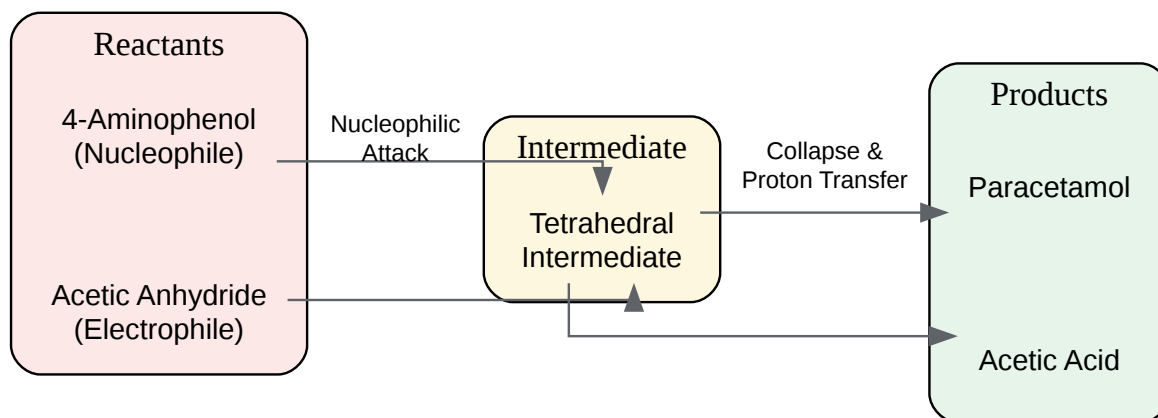 Reactants
4-Aminophenol
(Nucleophile)
Acetic Anhydride
(Electrophile)
Nucleophilic
Attack
Intermediate
Tetrahedral
Intermediate
Collapse &
Proton Transfer
Products
Paracetamol
Acetic Acid